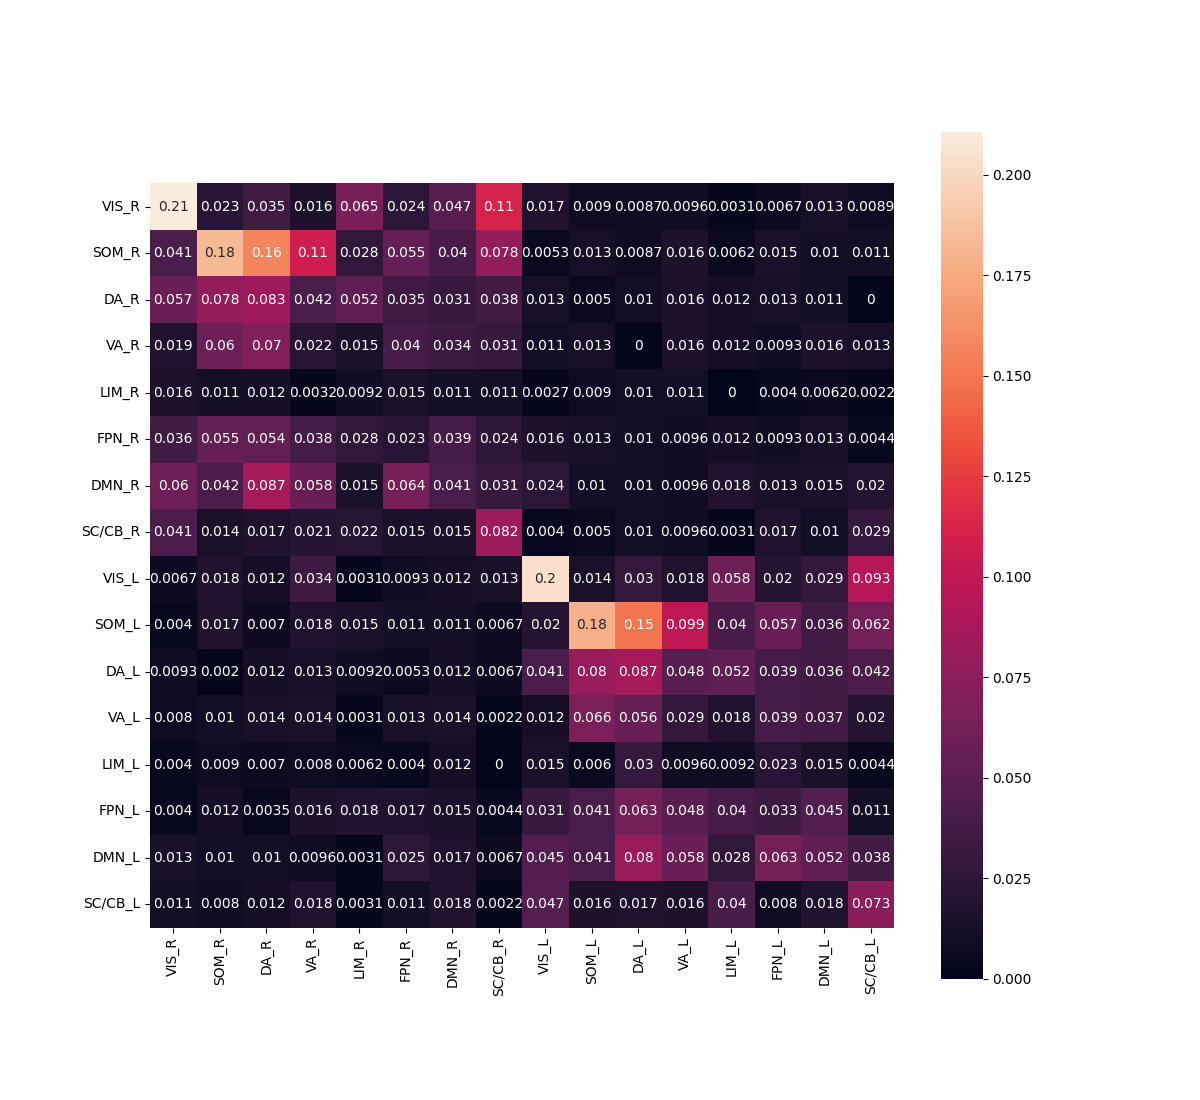 VIS_R 0.21 0.023 0.035 0.016 0.065 0.024 0.047 0.11 0.017 0.009 0.0087 0.0096 0.0031 0.0067 0.013 0.0089
SOM_R 0.041 0.18 0.16 0.11 0.028 0.055 0.04 0.078 0.0053 0.013 0.0087 0.016 0.0062 0.015 0.01 0.011
DA_R 0.057 0.078 0.083 0.042 0.052 0.035 0.031 0.038 0.013 0.005 0.01 0.016 0.012 0.013 0.011 0
VA_R 0.019 0.06 0.07 0.022 0.015 0.04 0.034 0.031 0.011 0.013 0 0.016 0.012 0.0093 0.016 0.013
LIM_R 0.016 0.011 0.012 0.0032 0.0092 0.015 0.011 0.011 0.0027 0.009 0.01 0.011 0 0.004 0.0062 0.0022
FPN_R 0.036 0.055 0.054 0.038 0.028 0.023 0.039 0.024 0.016 0.013 0.01 0.0096 0.012 0.0093 0.013 0.0044
DMN_R 0.06 0.042 0.087 0.058 0.015 0.064 0.041 0.031 0.024 0.01 0.01 0.0096 0.018 0.013 0.015 0.02
SC/CB_R 0.041 0.014 0.017 0.021 0.022 0.015 0.015 0.082 0.004 0.005 0.01 0.0096 0.0031 0.017 0.01 0.029
VIS_L 0.0067 0.018 0.012 0.034 0.0031 0.0093 0.012 0.013 0.2 0.014 0.03 0.018 0.058 0.02 0.029 0.093
SOM_L 0.004 0.017 0.007 0.018 0.015 0.011 0.011 0.0067 0.02 0.18 0.15 0.099 0.04 0.057 0.036 0.062
DA_L 0.0093 0.002 0.012 0.013 0.0092 0.0053 0.012 0.0067 0.041 0.08 0.087 0.048 0.052 0.039 0.036 0.042
VA_L 0.008 0.01 0.014 0.014 0.0031 0.013 0.014 0.0022 0.012 0.066 0.056 0.029 0.018 0.039 0.037 0.02
LIM_L 0.004 0.009 0.007 0.008 0.0062 0.004 0.012 0 0.015 0.006 0.03 0.0096 0.0092 0.023 0.015 0.0044
FPN_L 0.004 0.012 0.0035 0.016 0.018 0.017 0.015 0.0044 0.031 0.041 0.063 0.048 0.04 0.033 0.045 0.011
DMN_L 0.013 0.01 0.01 0.0096 0.0031 0.025 0.017 0.0067 0.045 0.041 0.08 0.058 0.028 0.063 0.052 0.038
SC/CB_L 0.011 0.008 0.012 0.018 0.0031 0.011 0.018 0.0022 0.047 0.016 0.017 0.016 0.04 0.008 0.018 0.073
VIS_R SOM_R DA_R VA_R LIM_R FPN_R DMN_R SC/CB_R VIS_L SOM_L DA_L VA_L LIM_L FPN_L DMN_L SC/CB_L
0.200
0.175
0.150
0.125
0.100
0.075
0.050
0.025
0.000